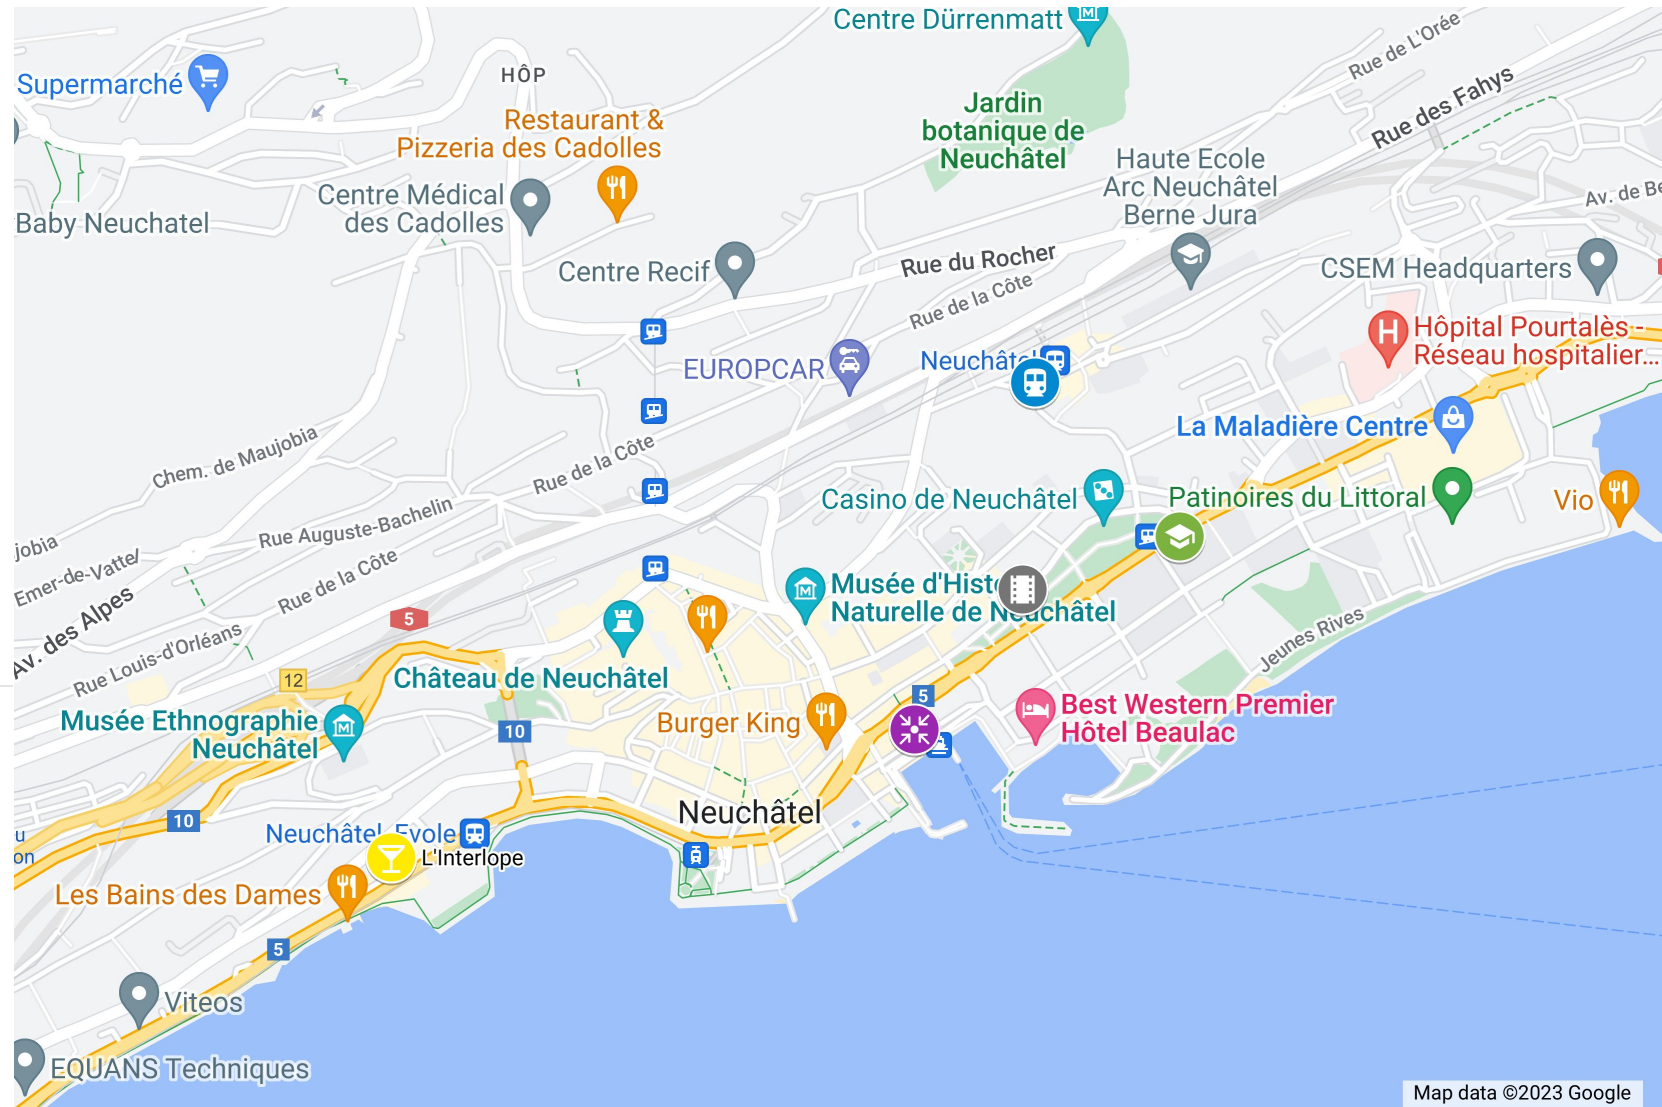 Centre Dürrenmatt
Rue de L'Orée
Supermarché
HÔP
Rue des Fahys
Restaurant &
Pizzeria des Cadolles
Jardin
botanique de
Neuchâtel
Haute Ecole
Arc Neuchâtel
Berne Jura
Centre Médical
des Cadolles
Av. de Be
Baby Neuchatel
Centre Recif
Rue du Rocher
CSEM Headquarters
Rue de la Côte
H
Hôpital Pourtalès -
Réseau hospitalier...
EUROPCAR
Neuchâtel
La Maladière Centre
Chem. de Maujobia
Rue de la Côte
Casino de Neuchâtel
Patinoires du Littoral
Vio
Rue Auguste-Bachelin
jobia
Emer-de-Vattel
Rue de la Côte
Av. des Alpes
5
Musée d'Histo
Naturelle de Neuchâtel
Rue Louis-d'Orléans
Jeunes Rives
12
Château de Neuchâtel
5
Musée Ethnographie
Neuchâtel
10
Burger King
Best Western Premier
Hôtel Beaulac
Neuchâtel
10
u
on
Neuchâtel, Evole
L'Interlope
Les Bains des Dames
5
Viteos
EQUANS Techniques
Map data ©2023 Google